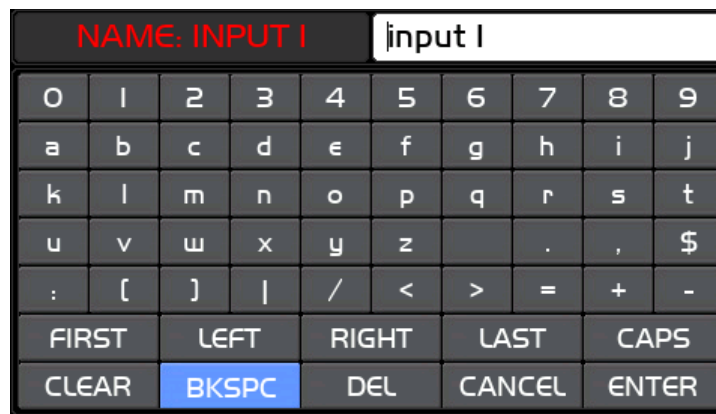 NAME: INPUT 1 input 1
0 1 2 3 4 5 6 7 8 9
a b c d e f g h i j
k l m n o p q r s t
u v w x y z . , $
: [ ] | / < > = + -
FIRST LEFT RIGHT LAST CAPS
CLEAR BKSPC DEL CANCEL ENTER